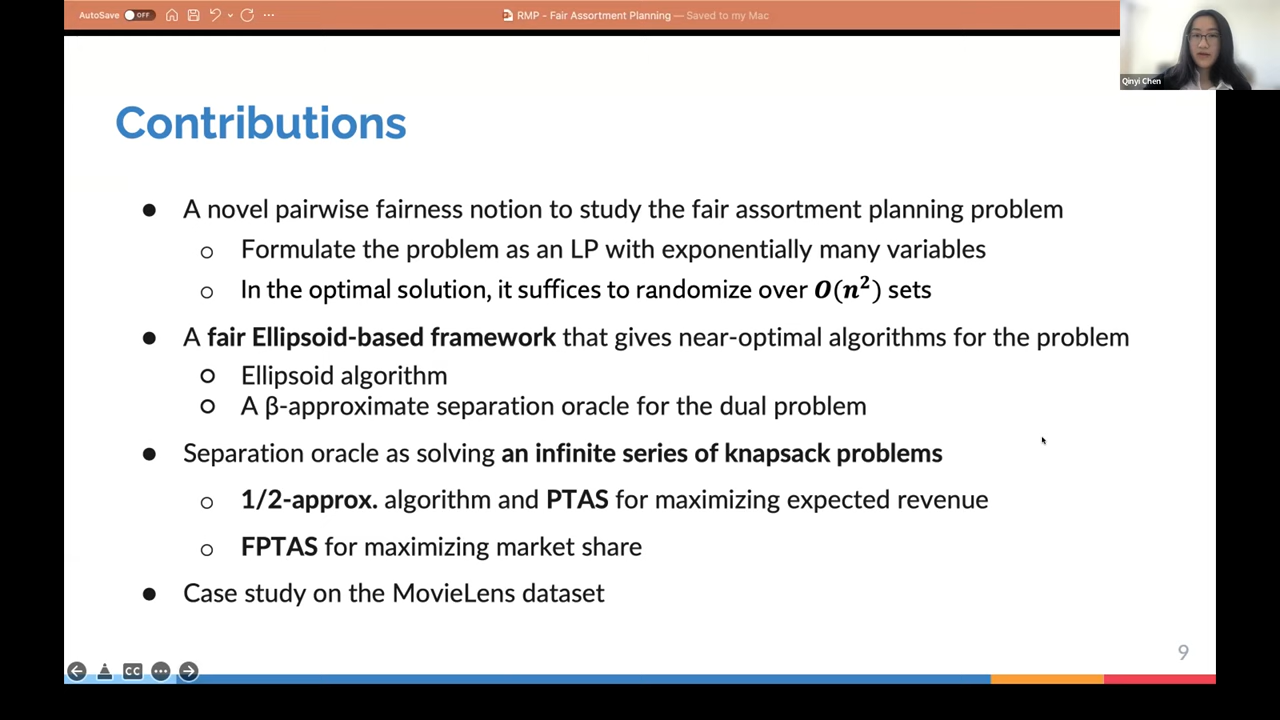 AutoSave OFF
RMP - Fair Assortment Planning — Saved to my Mac
Qinyi Chen
Contributions
● A novel pairwise fairness notion to study the fair assortment planning problem
○ Formulate the problem as an LP with exponentially many variables
○ In the optimal solution, it suffices to randomize over O(n²) sets
● A fair Ellipsoid-based framework that gives near-optimal algorithms for the problem
○ Ellipsoid algorithm
○ A β-approximate separation oracle for the dual problem
● Separation oracle as solving an infinite series of knapsack problems
○ 1/2-approx. algorithm and PTAS for maximizing expected revenue
○ FPTAS for maximizing market share
● Case study on the MovieLens dataset
9
CC